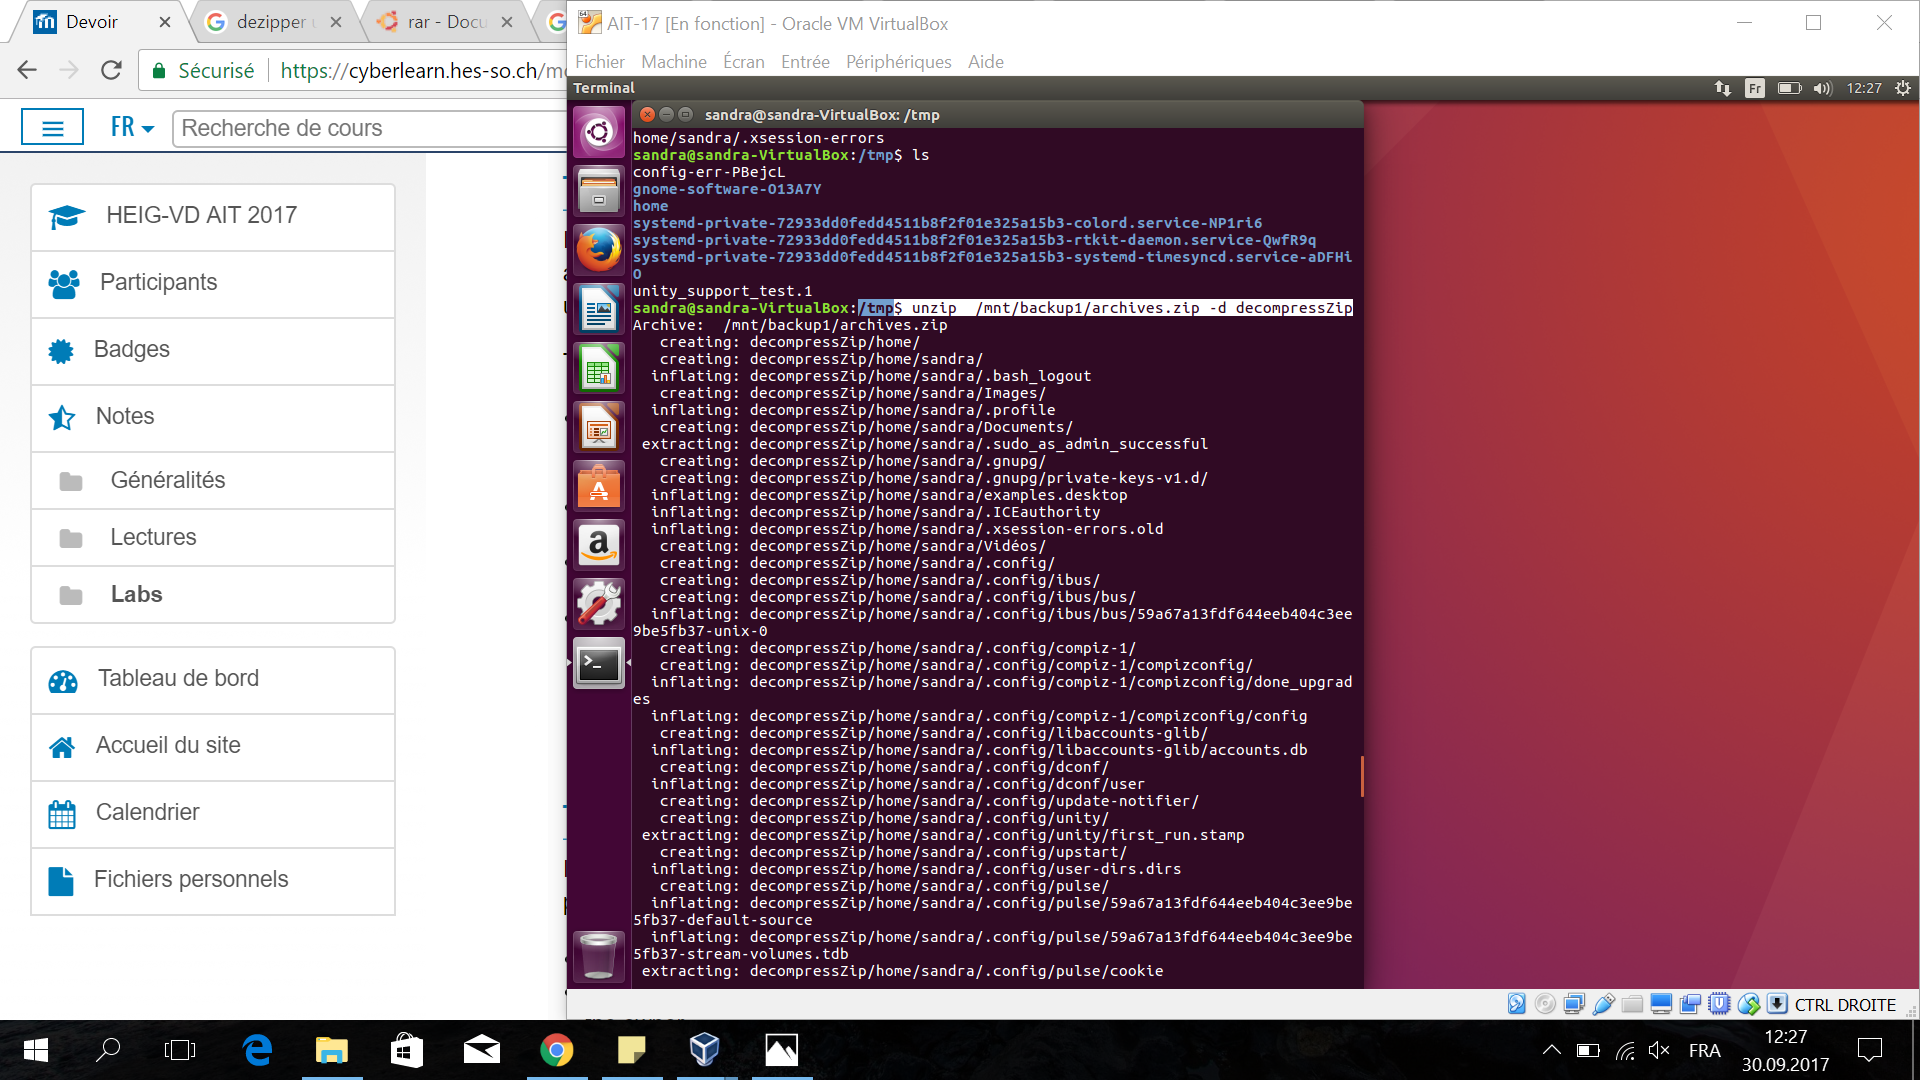 Devoir
dezipper
rar - Docu
AIT-17 [En fonction] - Oracle VM VirtualBox
Sécurisé
https://cyberlearn.hes-so.ch/mo
Fichier Machine Écran Entrée Périphériques Aide
Terminal
Fr
12:27
FR
Recherche de cours
HEIG-VD AIT 2017
Participants
Badges
Notes
Généralités
Lectures
Labs
Tableau de bord
Accueil du site
Calendrier
Fichiers personnels
sandra@sandra-VirtualBox: /tmp
home/sandra/.xsession-errors
sandra@sandra-VirtualBox:/tmp$ ls
config-err-PBejcL
gnome-software-O13A7Y
home
systemd-private-72933dd0fedd4511b8f2f01e325a15b3-colord.service-NP1ri6
systemd-private-72933dd0fedd4511b8f2f01e325a15b3-rtkit-daemon.service-QwfR9q
systemd-private-72933dd0fedd4511b8f2f01e325a15b3-systemd-timesyncd.service-aDFHi
O
unity_support_test.1
sandra@sandra-VirtualBox:/tmp$ unzip  /mnt/backup1/archives.zip -d decompressZip
Archive:  /mnt/backup1/archives.zip
   creating: decompressZip/home/
   creating: decompressZip/home/sandra/
  inflating: decompressZip/home/sandra/.bash_logout
   creating: decompressZip/home/sandra/Images/
  inflating: decompressZip/home/sandra/.profile
   creating: decompressZip/home/sandra/Documents/
 extracting: decompressZip/home/sandra/.sudo_as_admin_successful
   creating: decompressZip/home/sandra/.gnupg/
   creating: decompressZip/home/sandra/.gnupg/private-keys-v1.d/
  inflating: decompressZip/home/sandra/examples.desktop
  inflating: decompressZip/home/sandra/.ICEauthority
  inflating: decompressZip/home/sandra/.xsession-errors.old
   creating: decompressZip/home/sandra/Vidéos/
   creating: decompressZip/home/sandra/.config/
   creating: decompressZip/home/sandra/.config/ibus/
   creating: decompressZip/home/sandra/.config/ibus/bus/
  inflating: decompressZip/home/sandra/.config/ibus/bus/59a67a13fdf644eeb404c3ee
9be5fb37-unix-0
   creating: decompressZip/home/sandra/.config/compiz-1/
   creating: decompressZip/home/sandra/.config/compiz-1/compizconfig/
  inflating: decompressZip/home/sandra/.config/compiz-1/compizconfig/done_upgrad
es
  inflating: decompressZip/home/sandra/.config/compiz-1/compizconfig/config
   creating: decompressZip/home/sandra/.config/libaccounts-glib/
  inflating: decompressZip/home/sandra/.config/libaccounts-glib/accounts.db
   creating: decompressZip/home/sandra/.config/dconf/
  inflating: decompressZip/home/sandra/.config/dconf/user
   creating: decompressZip/home/sandra/.config/update-notifier/
   creating: decompressZip/home/sandra/.config/unity/
 extracting: decompressZip/home/sandra/.config/unity/first_run.stamp
   creating: decompressZip/home/sandra/.config/upstart/
  inflating: decompressZip/home/sandra/.config/user-dirs.dirs
   creating: decompressZip/home/sandra/.config/pulse/
  inflating: decompressZip/home/sandra/.config/pulse/59a67a13fdf644eeb404c3ee9be
5fb37-default-source
  inflating: decompressZip/home/sandra/.config/pulse/59a67a13fdf644eeb404c3ee9be
5fb37-stream-volumes.tdb
 extracting: decompressZip/home/sandra/.config/pulse/cookie
CTRL DROITE
FRA
12:27
30.09.2017